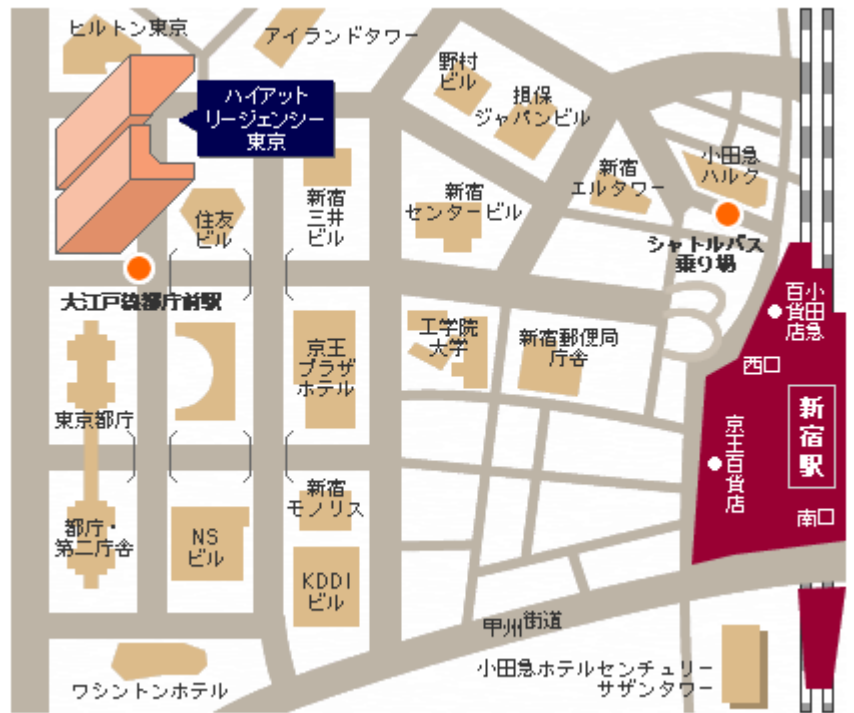 ヒルトン東京
アイランドタワー
野村
ビル
損保
ジャパンビル
ハイアット
リージェンシー
東京
小田急
ハルク
新宿
エルタワー
新宿
三井
ビル
新宿
センタービル
住友
ビル
シャトルバス
乗り場
大江戸線都庁前駅
小田急
百貨店
工学院
大学
新宿郵便局
庁舎
京王
プラザ
ホテル
西口
新宿駅
東京都庁
京王百貨店
新宿
モノリス
南口
都庁・
第二庁舎
NS
ビル
KDDI
ビル
甲州街道
小田急ホテルセンチュリー
サザンタワー
ワシントンホテル